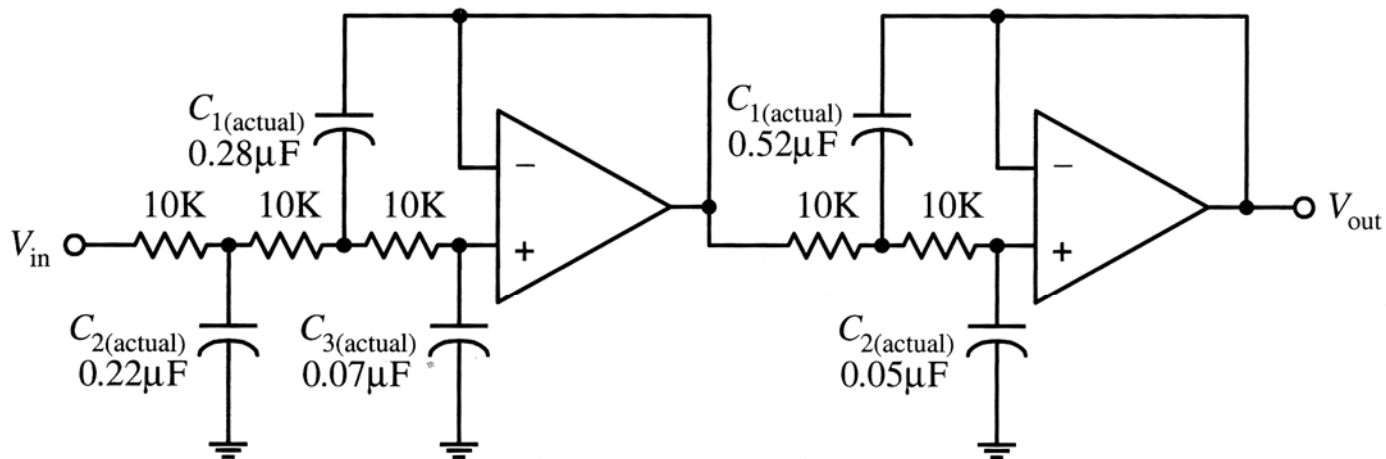 C1(actual)
0.28μF
C1(actual)
0.52μF
10K 10K 10K
10K 10K
Vin
Vout
−
+
−
+
C2(actual)
0.22μF
C3(actual)
0.07μF
C2(actual)
0.05μF